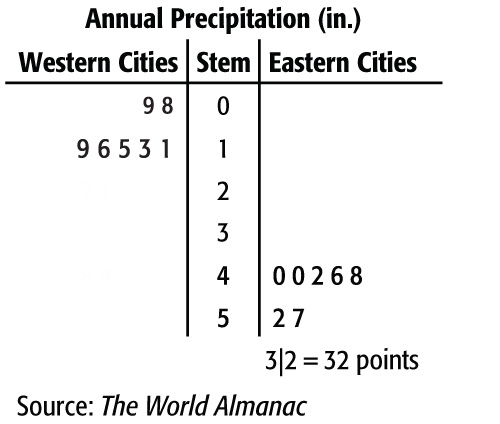 Annual Precipitation (in.)
Western Cities Stem Eastern Cities
9 8 0
9 6 5 3 1 1
2
3
4 0 0 2 6 8
5 2 7
3|2 = 32 points
Source: The World Almanac